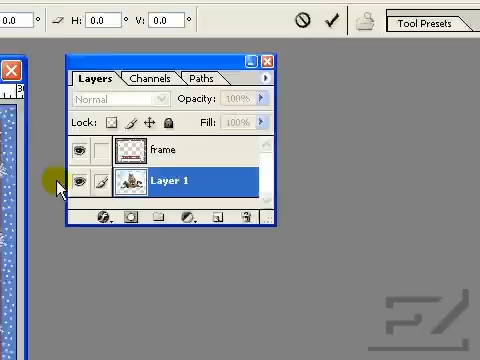 0.0 ° H: 0.0 ° V: 0.0 ° Tool Presets
Layers Channels Paths
Normal Opacity: 100%
Lock: Fill: 100%
frame
Layer 1